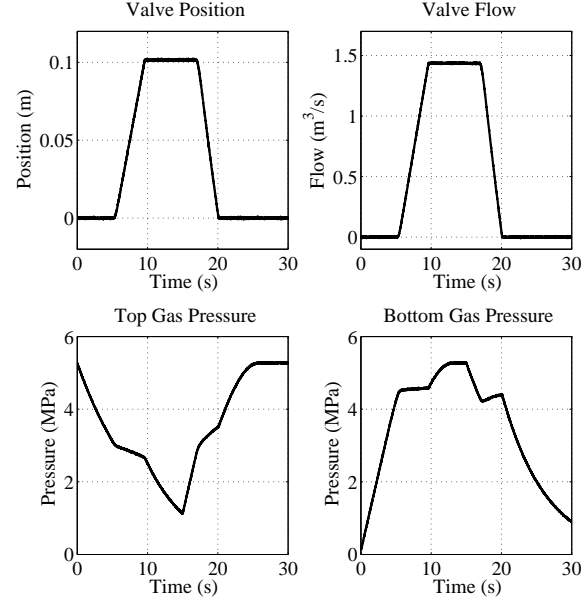 Valve Position
Valve Flow
0.1
0.05
0
Position (m)
0 10 20 30
Time (s)
1.5
1
0.5
0
Flow (m³/s)
0 10 20 30
Time (s)
Top Gas Pressure
Bottom Gas Pressure
6
4
2
0
Pressure (MPa)
0 10 20 30
Time (s)
6
4
2
0
Pressure (MPa)
0 10 20 30
Time (s)